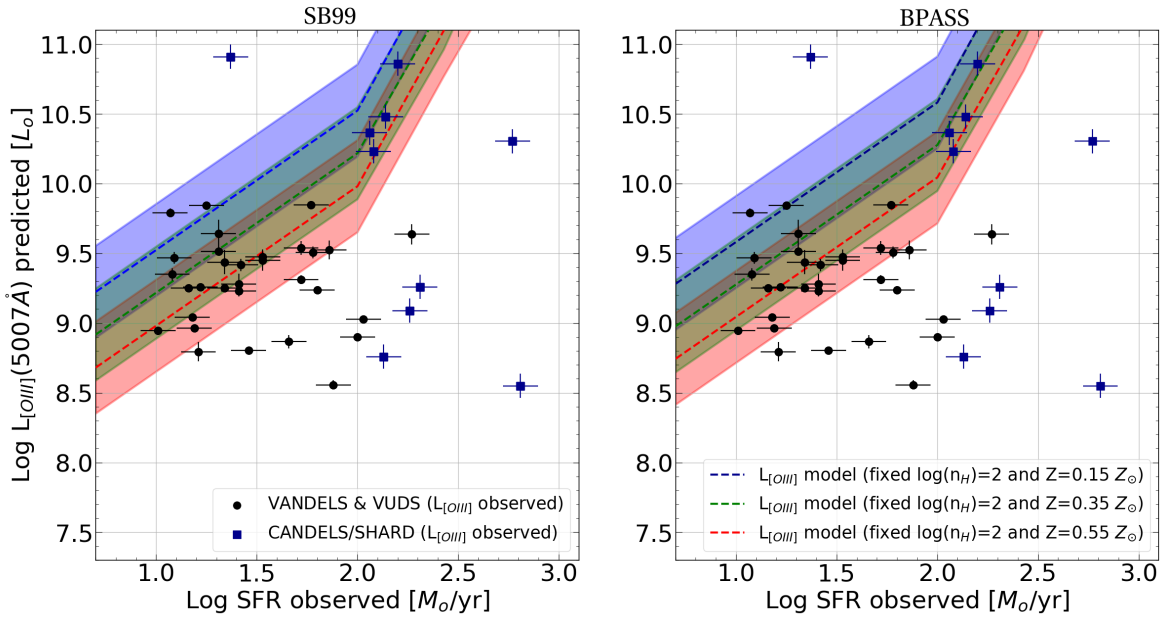 SB99
BPASS
11.0
10.5
10.0
9.5
9.0
8.5
8.0
7.5
11.0
10.5
10.0
9.5
9.0
8.5
8.0
7.5
Log L[OIII](5007Å) predicted [Lo]
VANDELS & VUDS (L[OIII] observed)
CANDELS/SHARD (L[OIII] observed)
L[OIII] model (fixed log(nH)=2 and Z=0.15 Z⊙)
L[OIII] model (fixed log(nH)=2 and Z=0.35 Z⊙)
L[OIII] model (fixed log(nH)=2 and Z=0.55 Z⊙)
1.0 1.5 2.0 2.5 3.0
1.0 1.5 2.0 2.5 3.0
Log SFR observed [Mo/yr]
Log SFR observed [Mo/yr]